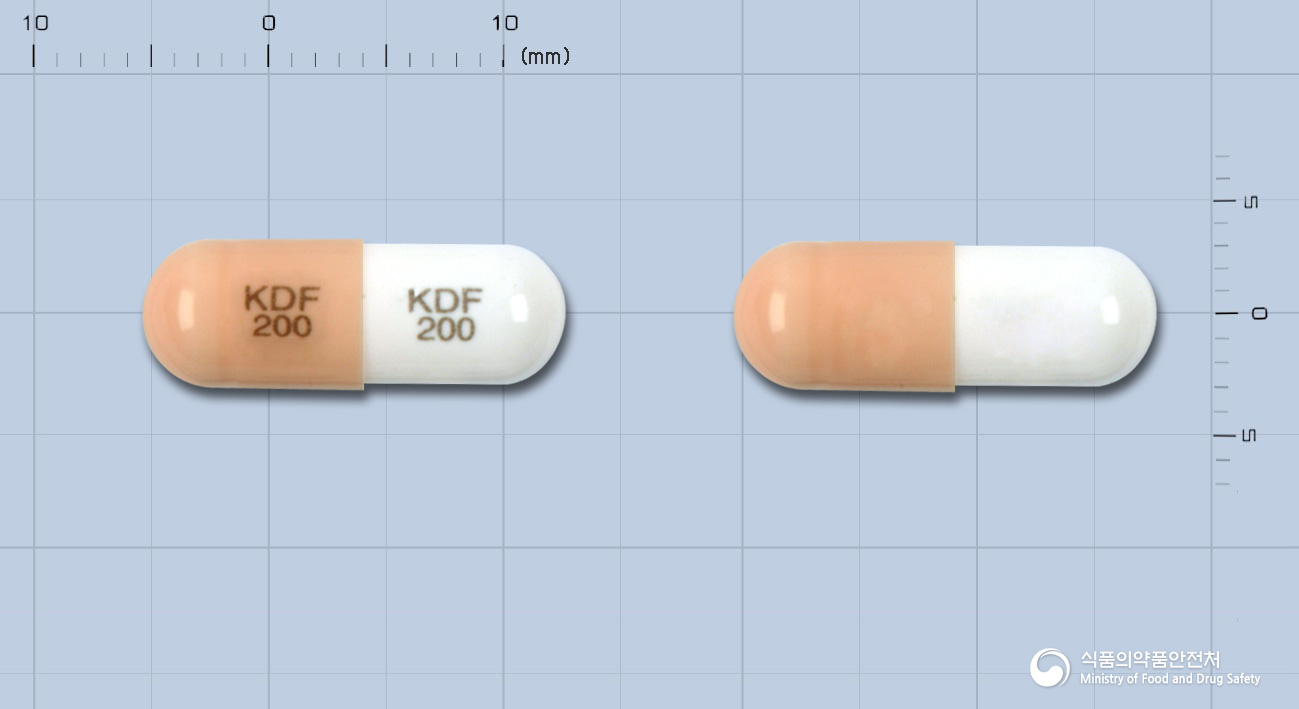 10 0 10 (mm)
5
0
5
KDF
200
KDF
200
식품의약품안전처
Ministry of Food and Drug Safety